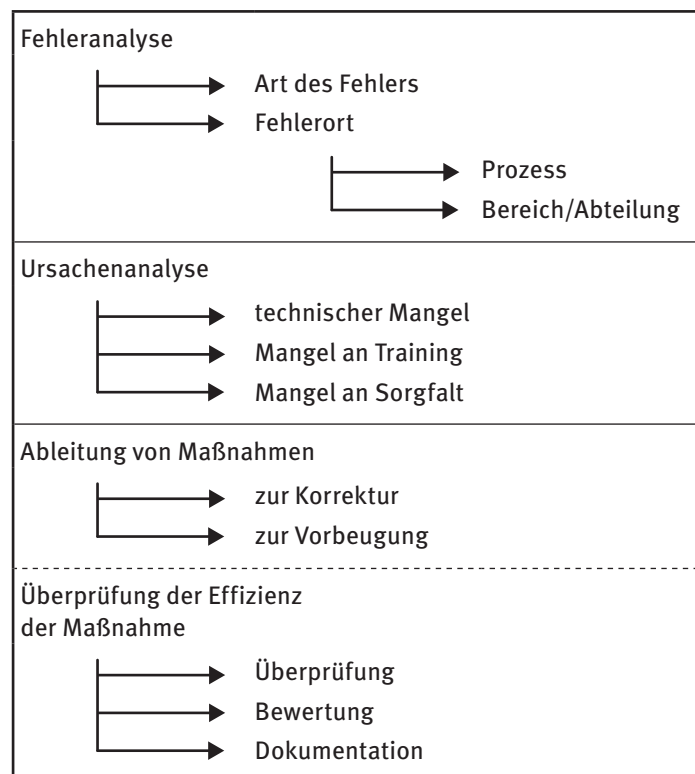 Fehleranalyse
Art des Fehlers
Fehlerort
Prozess
Bereich/Abteilung
Ursachenanalyse
technischer Mangel
Mangel an Training
Mangel an Sorgfalt
Ableitung von Maßnahmen
zur Korrektur
zur Vorbeugung
Überprüfung der Effizienz
der Maßnahme
Überprüfung
Bewertung
Dokumentation